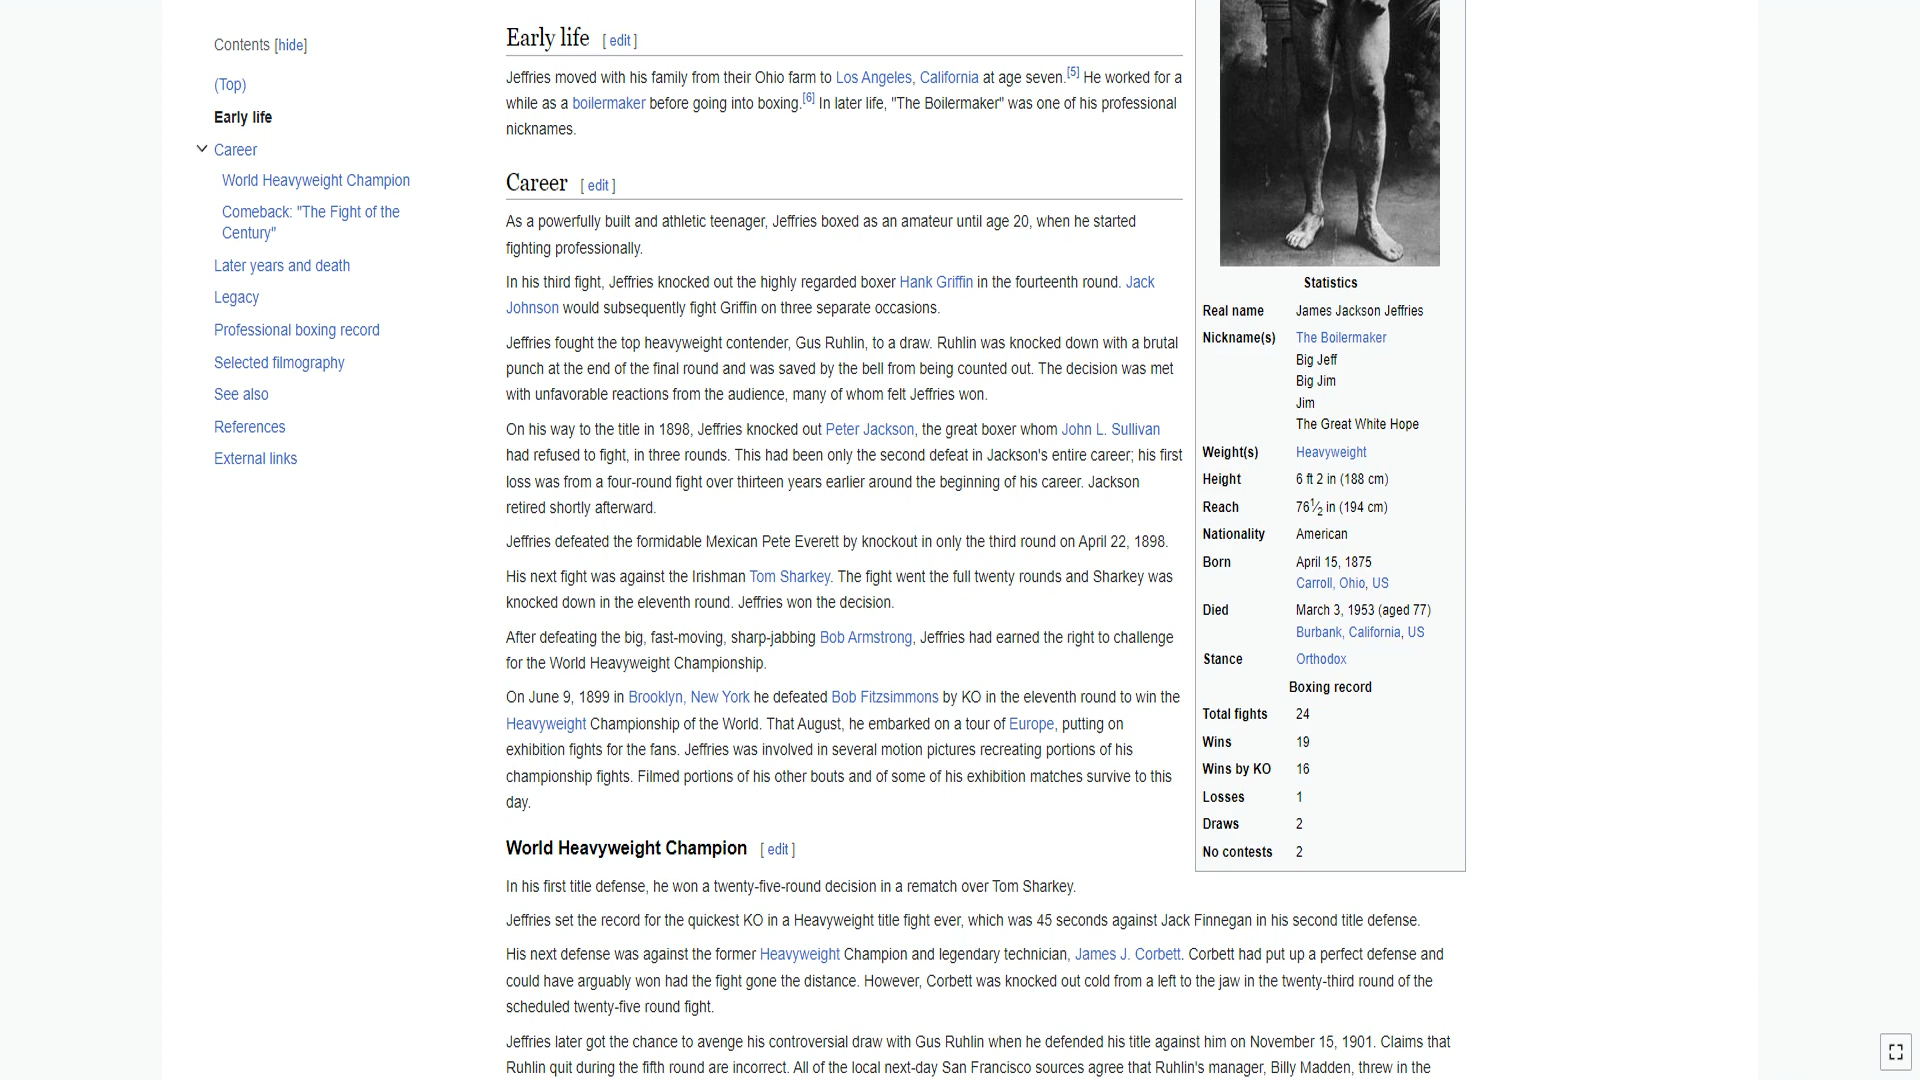 Contents [hide]
(Top)
Early life
Career
World Heavyweight Champion
Comeback: "The Fight of the
Century"
Later years and death
Legacy
Professional boxing record
Selected filmography
See also
References
External links
Early life [ edit ]
Jeffries moved with his family from their Ohio farm to Los Angeles, California at age seven.[5] He worked for a
while as a boilermaker before going into boxing.[6] In later life, "The Boilermaker" was one of his professional
nicknames.
Career [ edit ]
As a powerfully built and athletic teenager, Jeffries boxed as an amateur until age 20, when he started
fighting professionally.
In his third fight, Jeffries knocked out the highly regarded boxer Hank Griffin in the fourteenth round. Jack
Johnson would subsequently fight Griffin on three separate occasions.
Jeffries fought the top heavyweight contender, Gus Ruhlin, to a draw. Ruhlin was knocked down with a brutal
punch at the end of the final round and was saved by the bell from being counted out. The decision was met
with unfavorable reactions from the audience, many of whom felt Jeffries won.
On his way to the title in 1898, Jeffries knocked out Peter Jackson, the great boxer whom John L. Sullivan
had refused to fight, in three rounds. This had been only the second defeat in Jackson's entire career; his first
loss was from a four-round fight over thirteen years earlier around the beginning of his career. Jackson
retired shortly afterward.
Jeffries defeated the formidable Mexican Pete Everett by knockout in only the third round on April 22, 1898.
His next fight was against the Irishman Tom Sharkey. The fight went the full twenty rounds and Sharkey was
knocked down in the eleventh round. Jeffries won the decision.
After defeating the big, fast-moving, sharp-jabbing Bob Armstrong, Jeffries had earned the right to challenge
for the World Heavyweight Championship.
On June 9, 1899 in Brooklyn, New York he defeated Bob Fitzsimmons by KO in the eleventh round to win the
Heavyweight Championship of the World. That August, he embarked on a tour of Europe, putting on
exhibition fights for the fans. Jeffries was involved in several motion pictures recreating portions of his
championship fights. Filmed portions of his other bouts and of some of his exhibition matches survive to this
day.
World Heavyweight Champion [ edit ]
In his first title defense, he won a twenty-five-round decision in a rematch over Tom Sharkey.
Jeffries set the record for the quickest KO in a Heavyweight title fight ever, which was 45 seconds against Jack Finnegan in his second title defense.
His next defense was against the former Heavyweight Champion and legendary technician, James J. Corbett. Corbett had put up a perfect defense and
could have arguably won had the fight gone the distance. However, Corbett was knocked out cold from a left to the jaw in the twenty-third round of the
scheduled twenty-five round fight.
Jeffries later got the chance to avenge his controversial draw with Gus Ruhlin when he defended his title against him on November 15, 1901. Claims that
Ruhlin quit during the fifth round are incorrect. All of the local next-day San Francisco sources agree that Ruhlin's manager, Billy Madden, threw in the
Statistics
Real name James Jackson Jeffries
Nickname(s) The Boilermaker
Big Jeff
Big Jim
Jim
The Great White Hope
Weight(s) Heavyweight
Height 6 ft 2 in (188 cm)
Reach 76½ in (194 cm)
Nationality American
Born April 15, 1875
Carroll, Ohio, US
Died March 3, 1953 (aged 77)
Burbank, California, US
Stance Orthodox
Boxing record
Total fights 24
Wins 19
Wins by KO 16
Losses 1
Draws 2
No contests 2